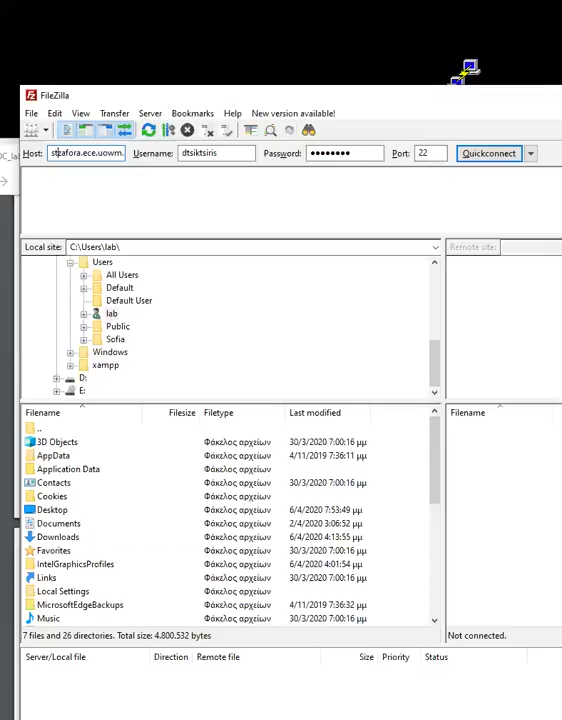 FileZilla
File Edit View Transfer Server Bookmarks Help New version available!
Host: stzafora.ece.uowm. Username: dtsiktsiris Password: •••••••• Port: 22 Quickconnect
Local site: C:\Users\lab\ Remote site:
Users
All Users
Default
Default User
lab
Public
Sofia
Windows
xampp
D:
E:
Filename Filesize Filetype Last modified Filename
..
3D Objects Φάκελος αρχείων 30/3/2020 7:00:16 μμ
AppData Φάκελος αρχείων 4/11/2019 7:36:11 μμ
Application Data Φάκελος αρχείων
Contacts Φάκελος αρχείων 30/3/2020 7:00:16 μμ
Cookies Φάκελος αρχείων
Desktop Φάκελος αρχείων 6/4/2020 7:53:49 μμ
Documents Φάκελος αρχείων 2/4/2020 3:06:52 μμ
Downloads Φάκελος αρχείων 6/4/2020 4:13:55 μμ
Favorites Φάκελος αρχείων 30/3/2020 7:00:16 μμ
IntelGraphicsProfiles Φάκελος αρχείων 6/4/2020 4:01:54 μμ
Links Φάκελος αρχείων 30/3/2020 7:00:16 μμ
Local Settings Φάκελος αρχείων
MicrosoftEdgeBackups Φάκελος αρχείων 4/11/2019 7:36:32 μμ
Music Φάκελος αρχείων 30/3/2020 7:00:16 μμ
7 files and 26 directories. Total size: 4.800.532 bytes Not connected.
Server/Local file Direction Remote file Size Priority Status